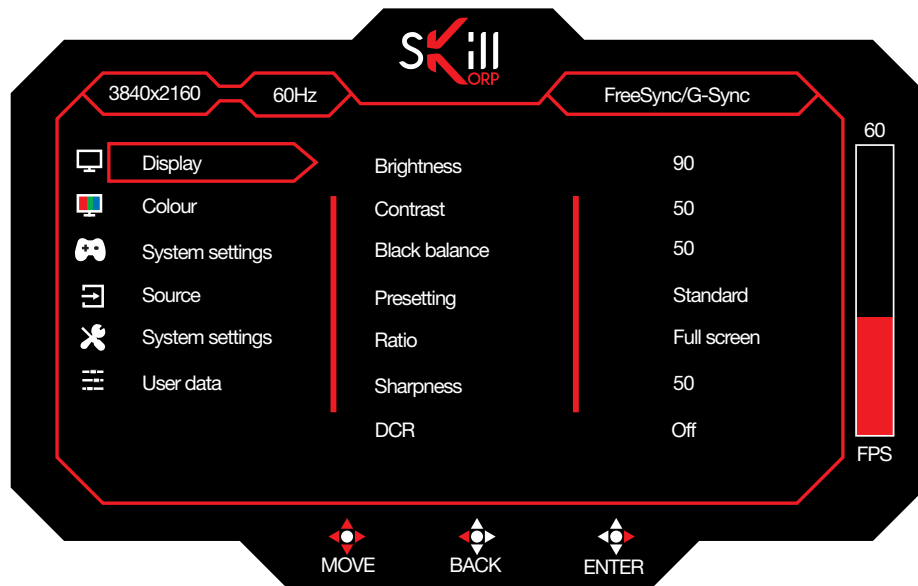 SKill
ORP
3840x2160
60Hz
FreeSync/G-Sync
60
Display
Brightness
90
Colour
Contrast
50
System settings
Black balance
50
Source
Presetting
Standard
System settings
Ratio
Full screen
User data
Sharpness
50
DCR
Off
FPS
MOVE
BACK
ENTER